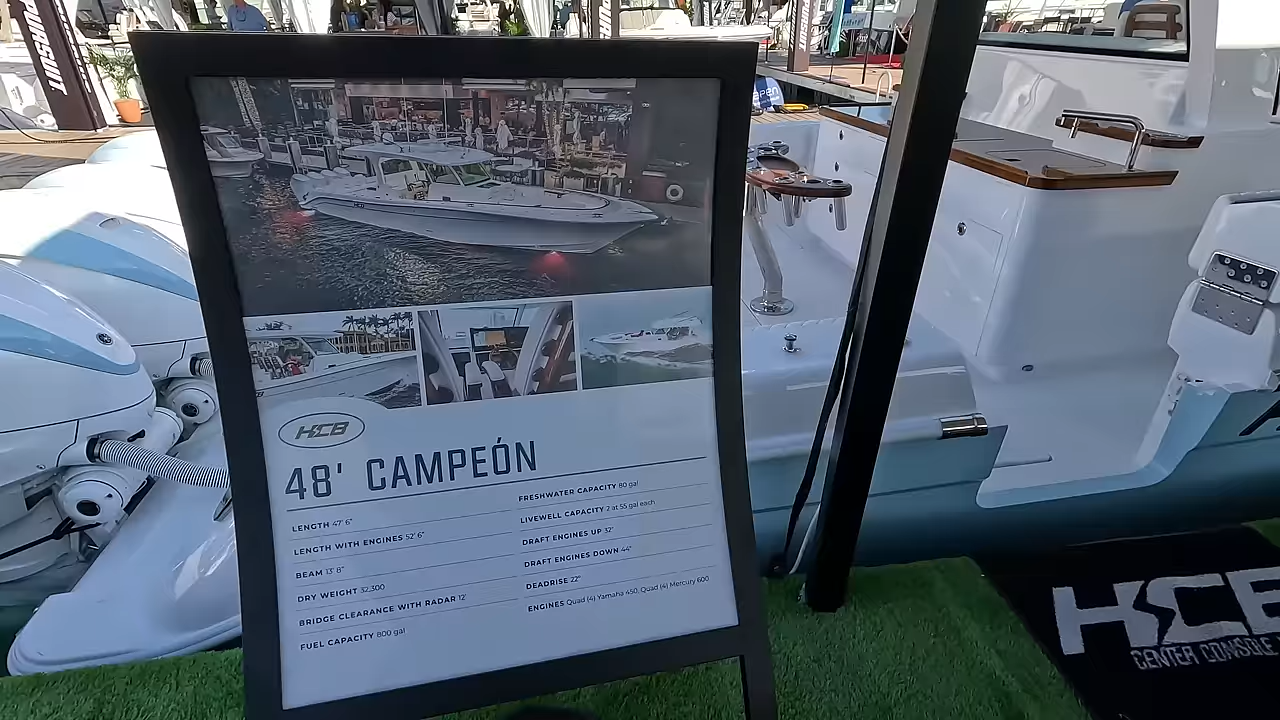 HCB
48' CAMPEÓN
LENGTH 47' 6"
LENGTH WITH ENGINES 52' 6"
BEAM 13' 8"
DRY WEIGHT 32,300
BRIDGE CLEARANCE WITH RADAR 12'
FUEL CAPACITY 800 gal
FRESHWATER CAPACITY 80 gal
LIVEWELL CAPACITY 2 at 55 gal each
DRAFT ENGINES UP 32"
DRAFT ENGINES DOWN 44"
DEADRISE 22°
ENGINES Quad (4) Yamaha 450, Quad (4) Mercury 600
HCB
CENTER CONSOLE